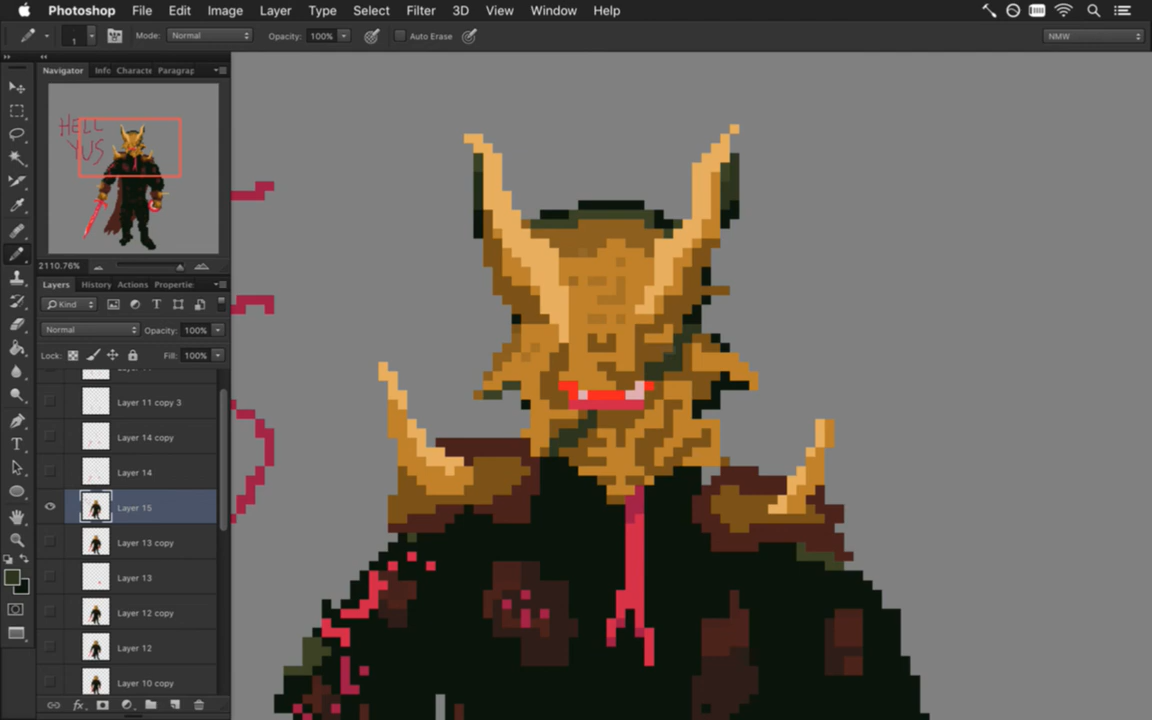 Photoshop File Edit Image Layer Type Select Filter 3D View Window Help
1 Mode: Normal Opacity: 100% Auto Erase NMW
Navigator Info Characte Paragrap
HELL
YUS
2110.76%
Layers History Actions Propertie
Kind
Normal Opacity: 100%
Lock: Fill: 100%
Layer 11 copy 3
Layer 14 copy
Layer 14
Layer 15
Layer 13 copy
Layer 13
Layer 12 copy
Layer 12
Layer 10 copy
fx